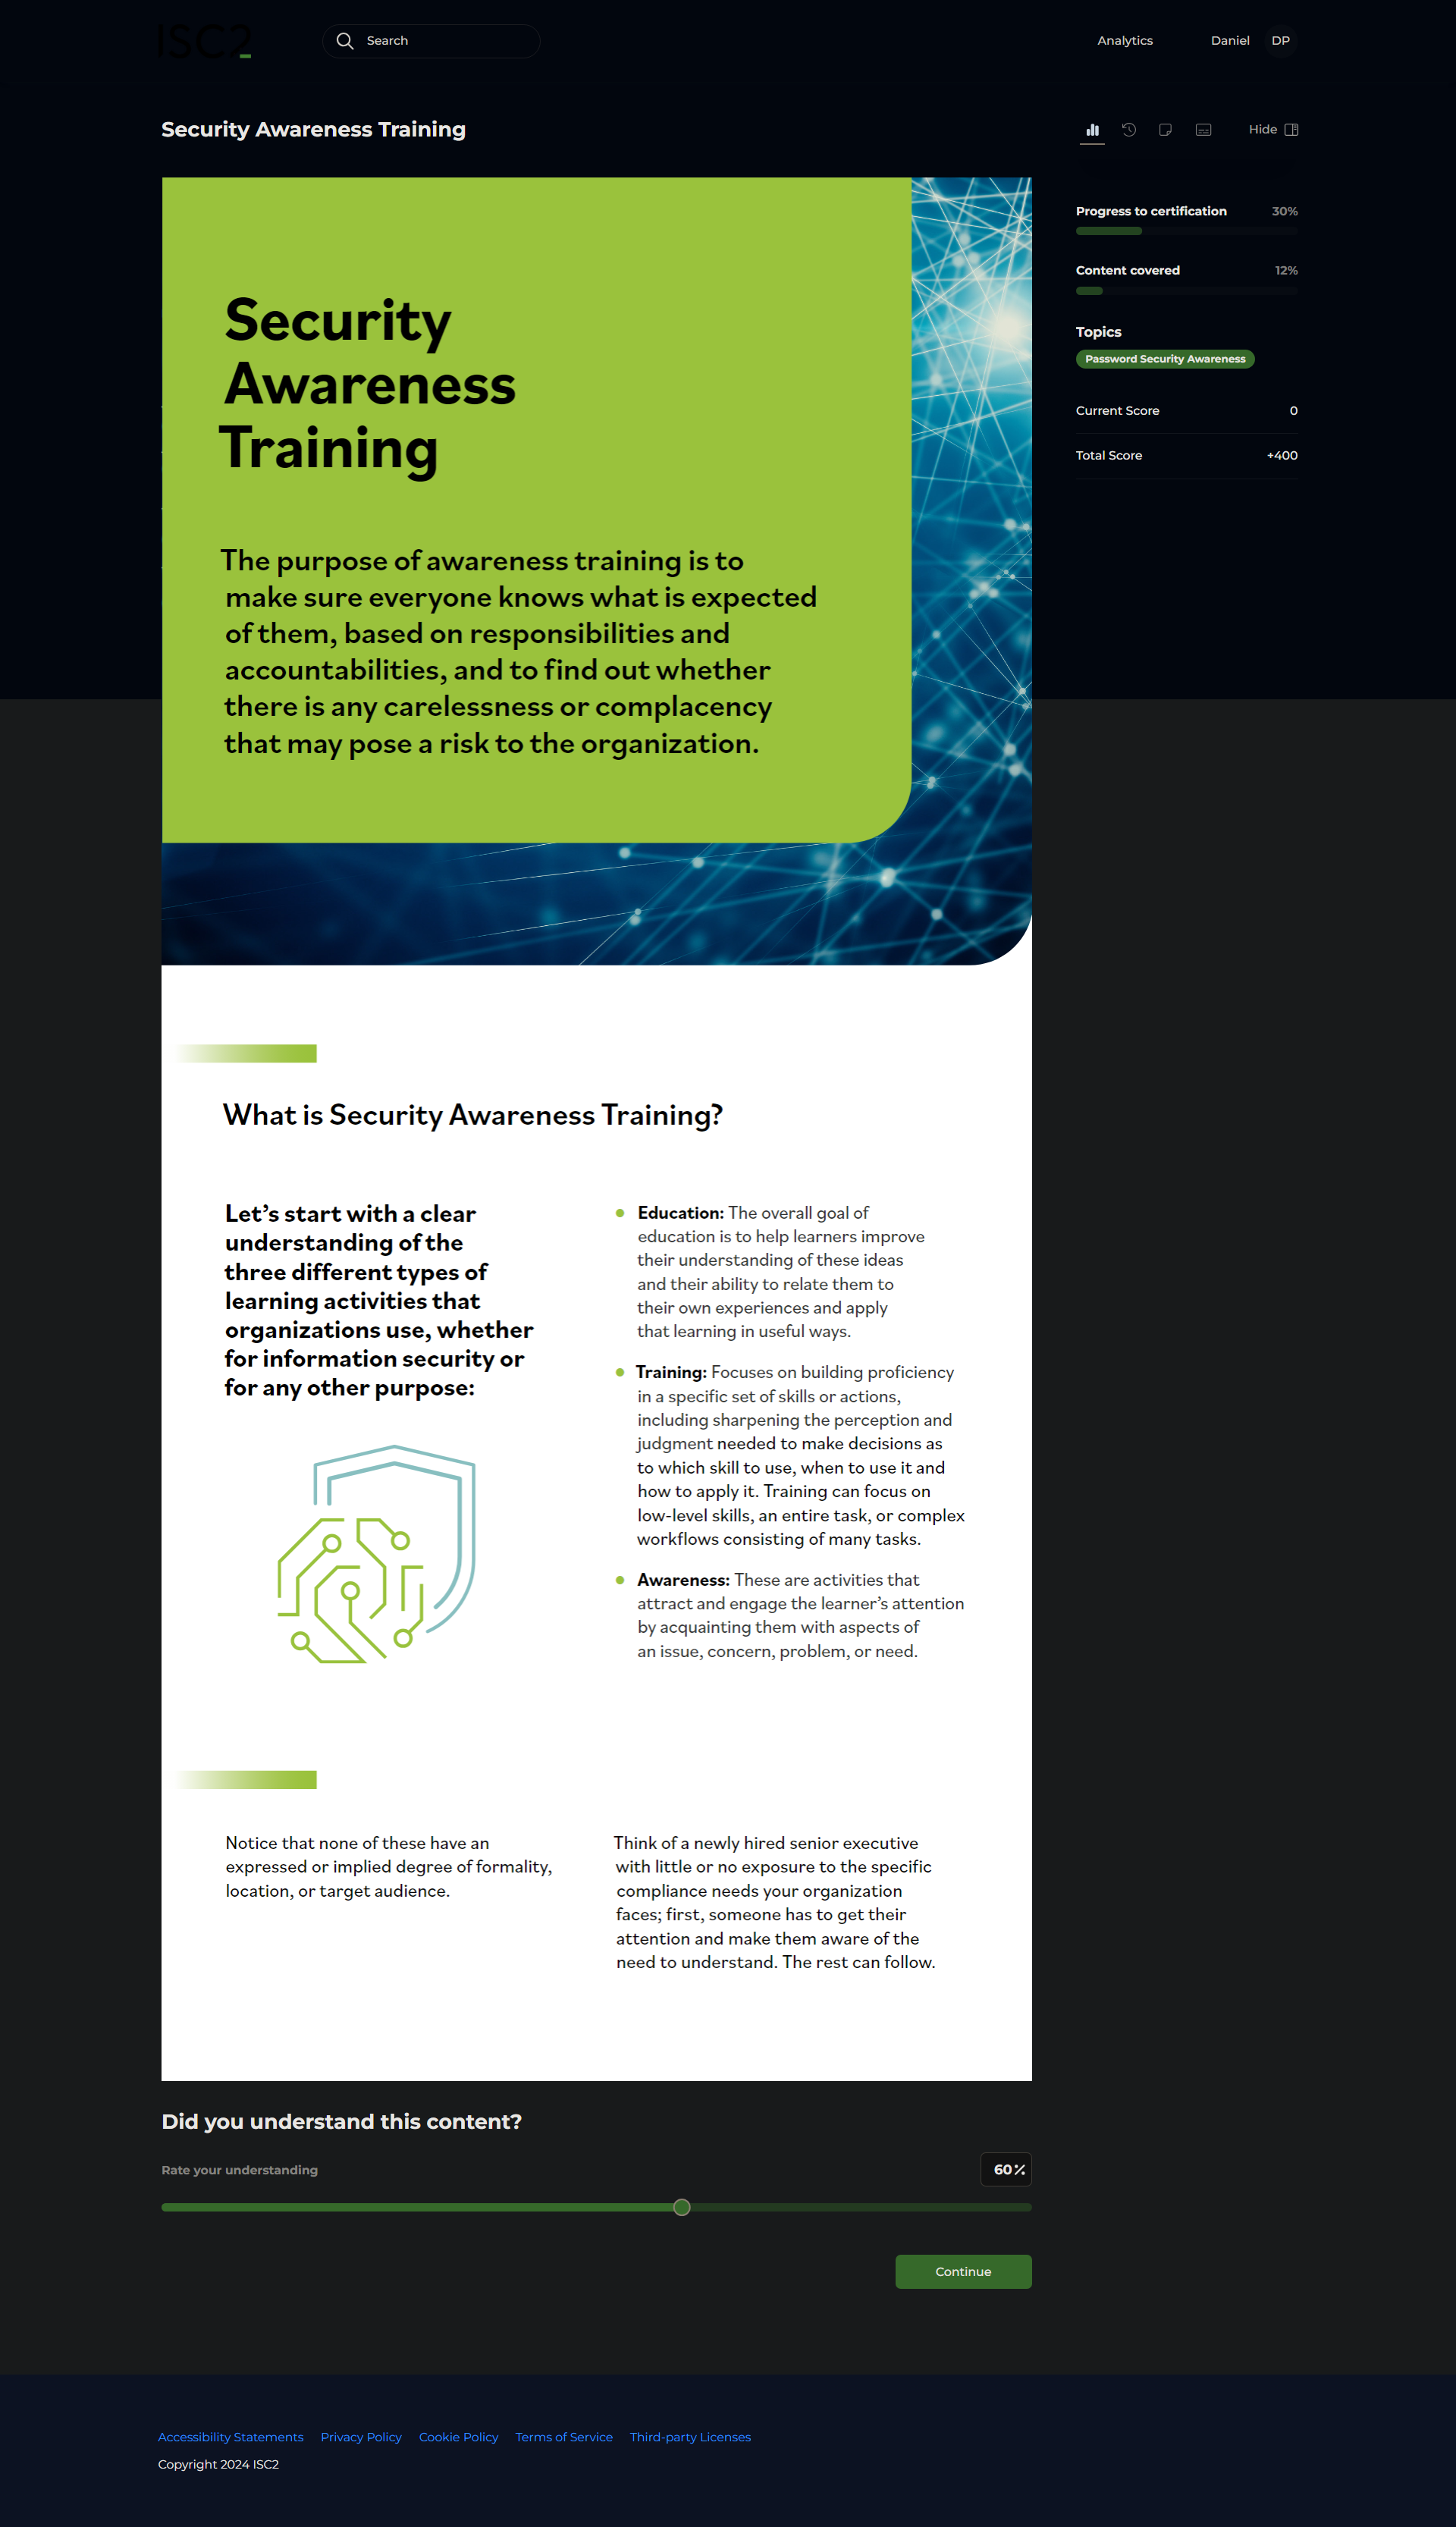 ISC2
Search
Analytics
Daniel
DP
Security Awareness Training
Hide
Progress to certification 30%
Content covered 12%
Topics
Password Security Awareness
Current Score 0
Total Score +400
Security
Awareness
Training
The purpose of awareness training is to
make sure everyone knows what is expected
of them, based on responsibilities and
accountabilities, and to find out whether
there is any carelessness or complacency
that may pose a risk to the organization.
What is Security Awareness Training?
Let’s start with a clear
understanding of the
three different types of
learning activities that
organizations use, whether
for information security or
for any other purpose:
Education: The overall goal of
education is to help learners improve
their understanding of these ideas
and their ability to relate them to
their own experiences and apply
that learning in useful ways.
Training: Focuses on building proficiency
in a specific set of skills or actions,
including sharpening the perception and
judgment needed to make decisions as
to which skill to use, when to use it and
how to apply it. Training can focus on
low-level skills, an entire task, or complex
workflows consisting of many tasks.
Awareness: These are activities that
attract and engage the learner’s attention
by acquainting them with aspects of
an issue, concern, problem, or need.
Notice that none of these have an
expressed or implied degree of formality,
location, or target audience.
Think of a newly hired senior executive
with little or no exposure to the specific
compliance needs your organization
faces; first, someone has to get their
attention and make them aware of the
need to understand. The rest can follow.
Did you understand this content?
Rate your understanding
60%
Continue
Accessibility Statements Privacy Policy Cookie Policy Terms of Service Third-party Licenses
Copyright 2024 ISC2